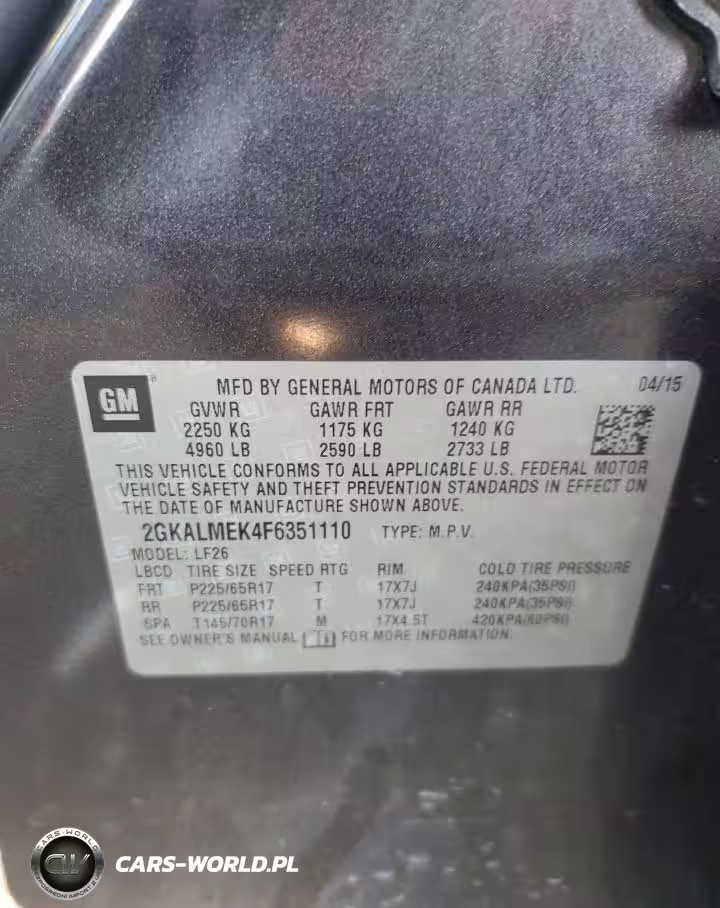 GM
MFD BY GENERAL MOTORS OF CANADA LTD. 04/15
GVWR GAWR FRT GAWR RR
2250 KG 1175 KG 1240 KG
4960 LB 2590 LB 2733 LB
THIS VEHICLE CONFORMS TO ALL APPLICABLE U.S. FEDERAL MOTOR
VEHICLE SAFETY AND THEFT PREVENTION STANDARDS IN EFFECT ON
THE DATE OF MANUFACTURE SHOWN ABOVE.
2GKALMEK4F6351110 TYPE: M.P.V.
MODEL: LF26
LBCD TIRE SIZE SPEED RTG RIM COLD TIRE PRESSURE
FRT P225/65R17 T 17X7J 240KPA(35PSI)
RR P225/65R17 T 17X7J 240KPA(35PSI)
SPA T145/70R17 M 17X4.5T 420KPA(60PSI)
SEE OWNER'S MANUAL FOR MORE INFORMATION.
CARS-WORLD
CW
CARS-WORLD.PL